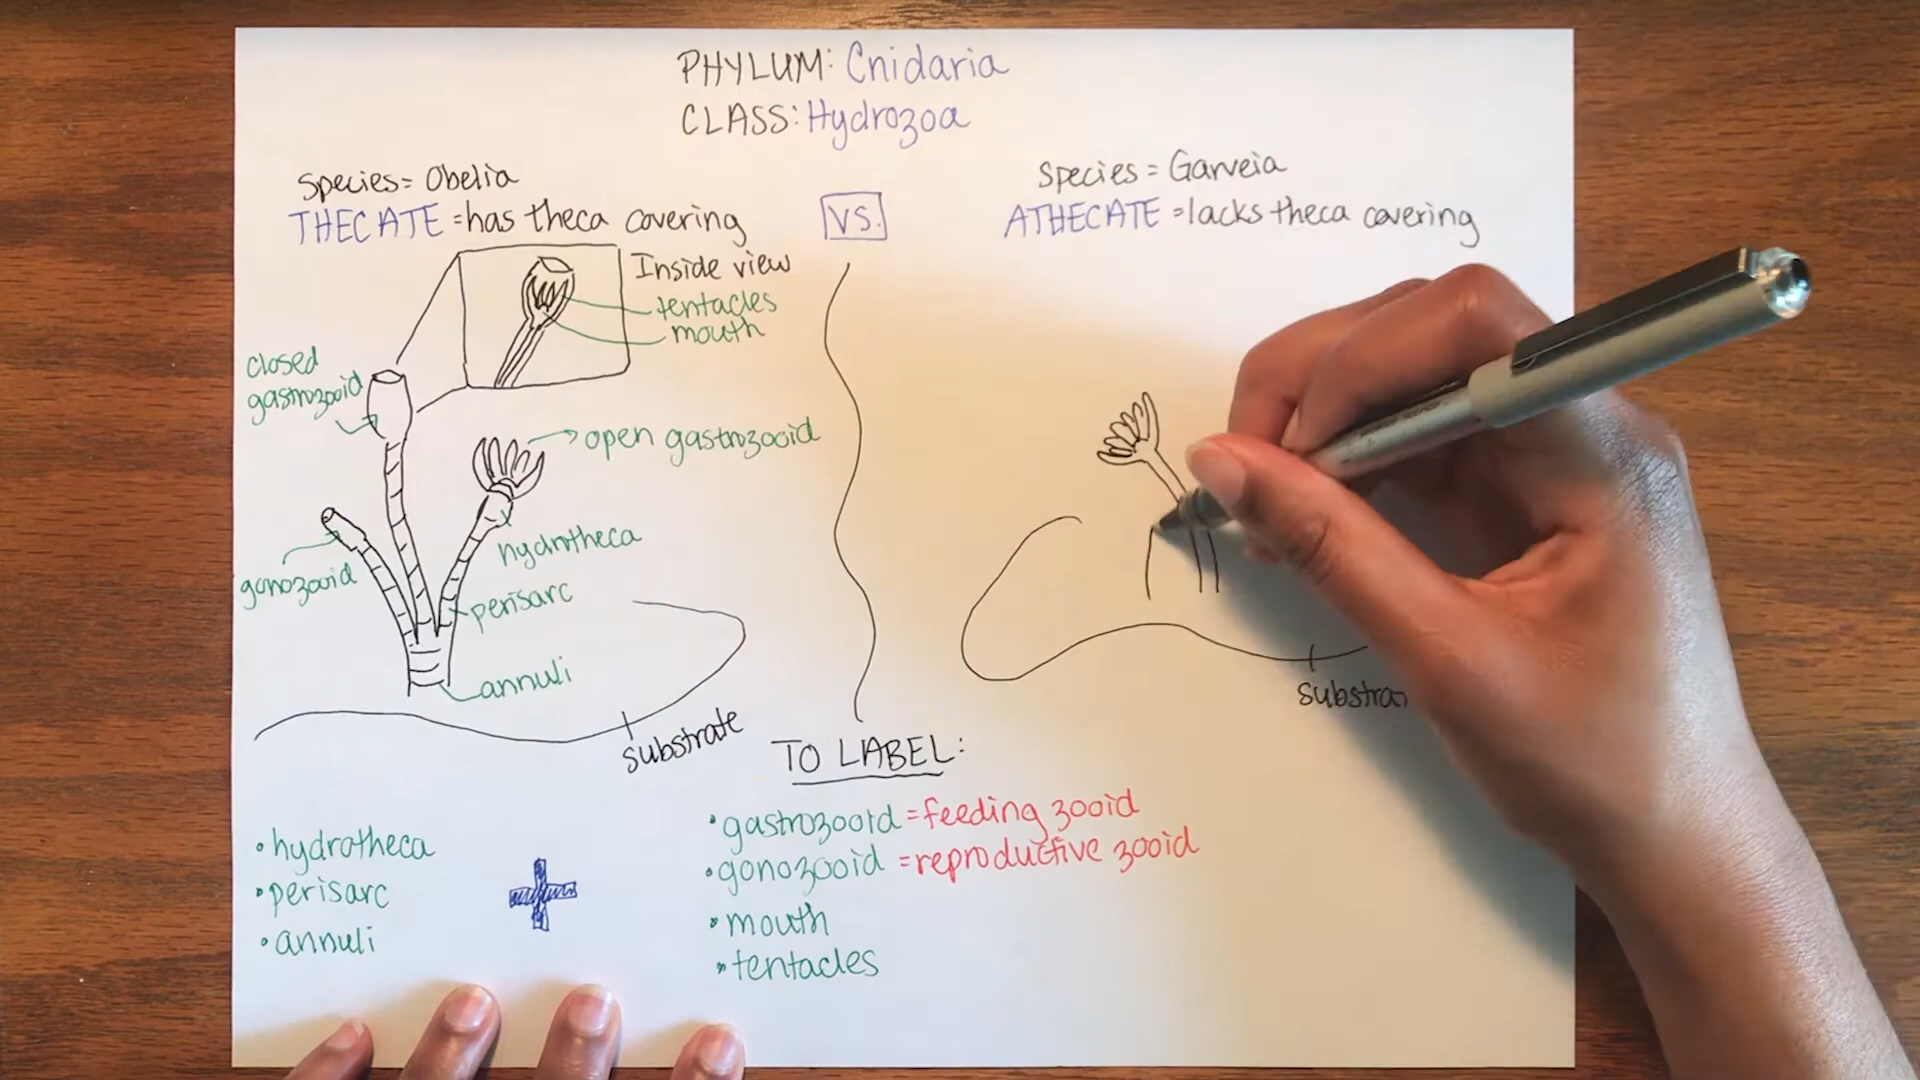 PHYLUM: Cnidaria
CLASS: Hydrozoa
Species= Obelia
THECATE =has theca covering
VS.
Species = Garveia
ATHECATE =lacks theca covering
Inside view
tentacles
mouth
closed
gastrozooid
open gastrozooid
hydrotheca
gonozooid
perisarc
annuli
substrate
TO LABEL:
•hydrotheca
•perisarc
•annuli
•gastrozooid =feeding zooid
•gonozooid =reproductive zooid
•mouth
•tentacles